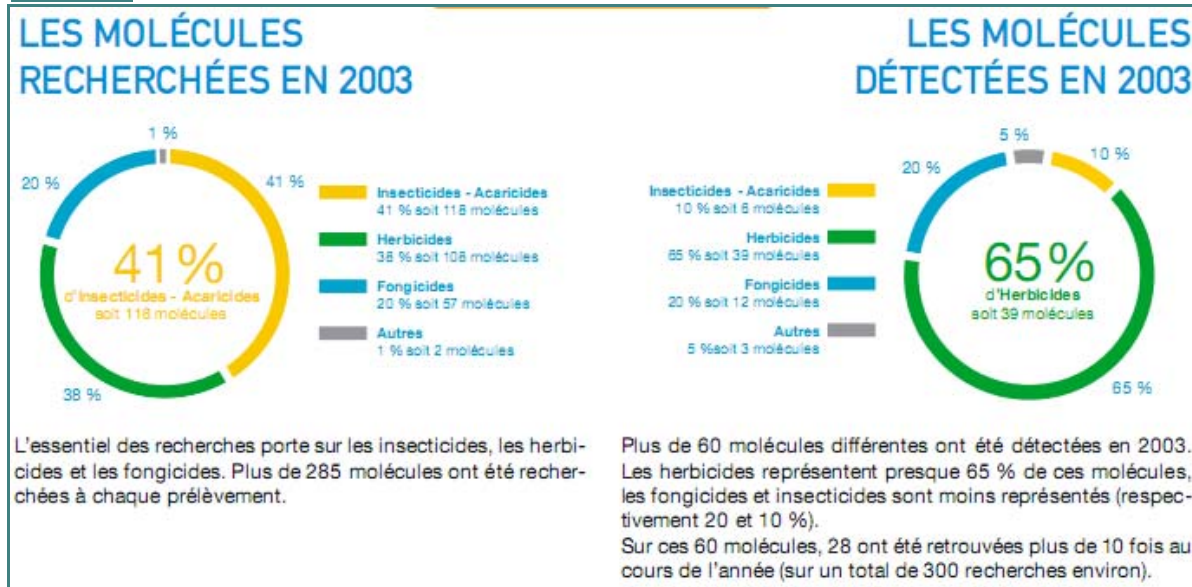 LES MOLÉCULES
RECHERCHÉES EN 2003
1 %
20 %
41 %
41%
d'Insecticides - Acaricides
soit 118 molécules
38 %
Insecticides - Acaricides
41 % soit 118 molécules
Herbicides
38 % soit 108 molécules
Fongicides
20 % soit 57 molécules
Autres
1 % soit 2 molécules
L'essentiel des recherches porte sur les insecticides, les herbi-
cides et les fongicides. Plus de 285 molécules ont été recher-
chées à chaque prélèvement.
LES MOLÉCULES
DÉTECTÉES EN 2003
Insecticides - Acaricides
10 % soit 6 molécules
Herbicides
65 % soit 39 molécules
Fongicides
20 % soit 12 molécules
Autres
5 %soit 3 molécules
5 %
10 %
20 %
65%
d'Herbicides
soit 39 molécules
65 %
Plus de 60 molécules différentes ont été détectées en 2003.
Les herbicides représentent presque 65 % de ces molécules,
les fongicides et insecticides sont moins représentés (respec-
tivement 20 et 10 %).
Sur ces 60 molécules, 28 ont été retrouvées plus de 10 fois au
cours de l'année (sur un total de 300 recherches environ).